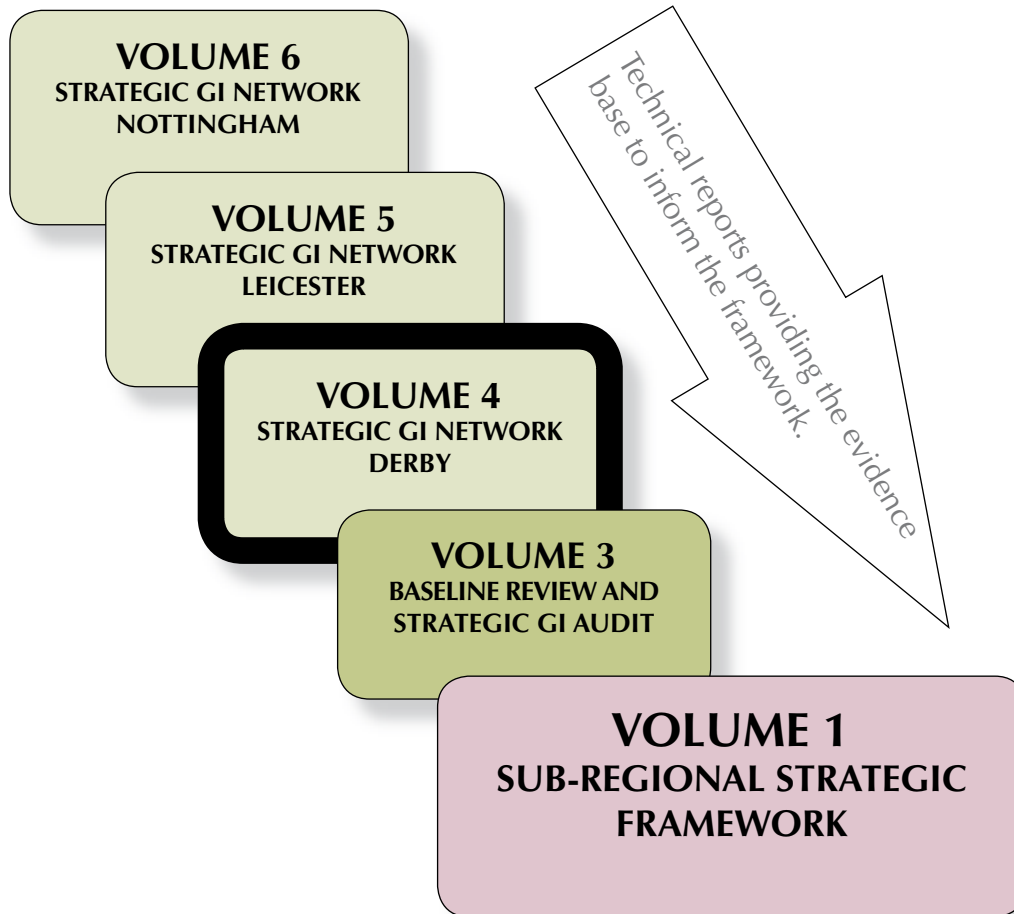 VOLUME 6
STRATEGIC GI NETWORK
NOTTINGHAM
VOLUME 5
STRATEGIC GI NETWORK
LEICESTER
VOLUME 4
STRATEGIC GI NETWORK
DERBY
VOLUME 3
BASELINE REVIEW AND
STRATEGIC GI AUDIT
VOLUME 1
SUB-REGIONAL STRATEGIC
FRAMEWORK
Technical reports providing the evidence
base to inform the framework.